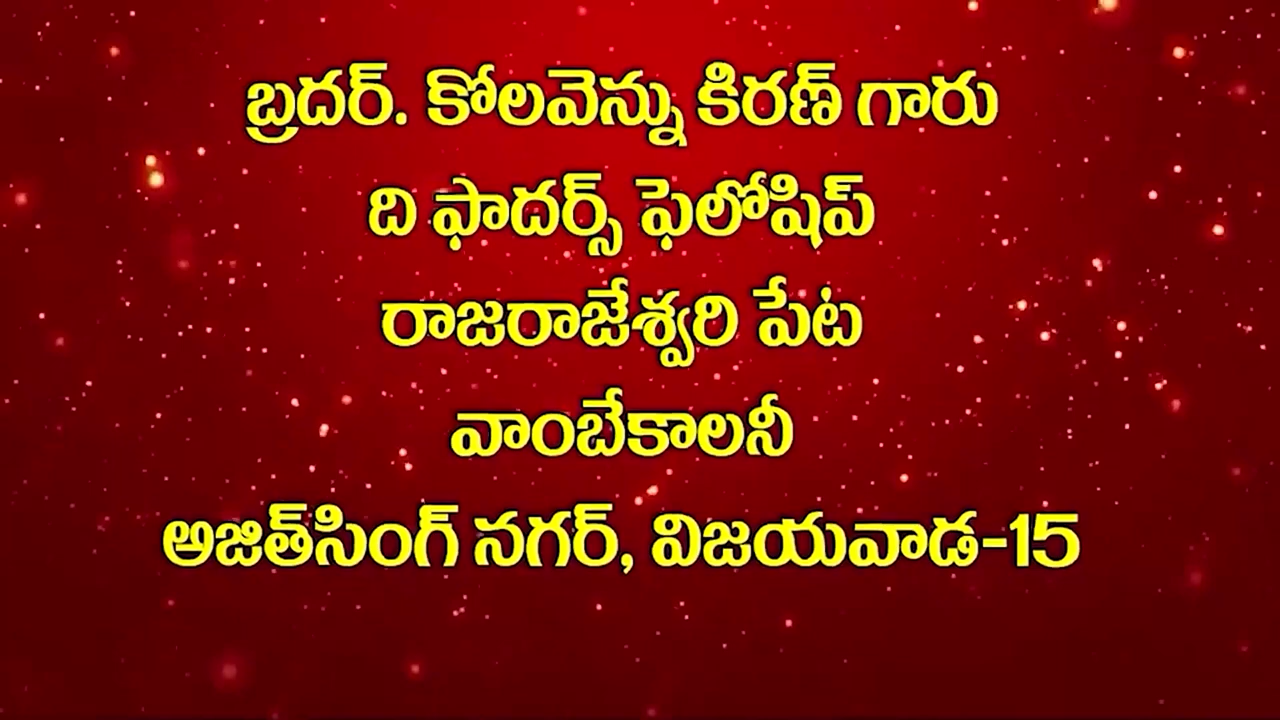 బ్రదర్. కోలవెన్ను కిరణ్ గారు
ది ఫాదర్స్ ఫెలోషిప్
రాజరాజేశ్వరి పేట
వాంబేకాలనీ
అజిత్‌సింగ్ నగర్, విజయవాడ-15